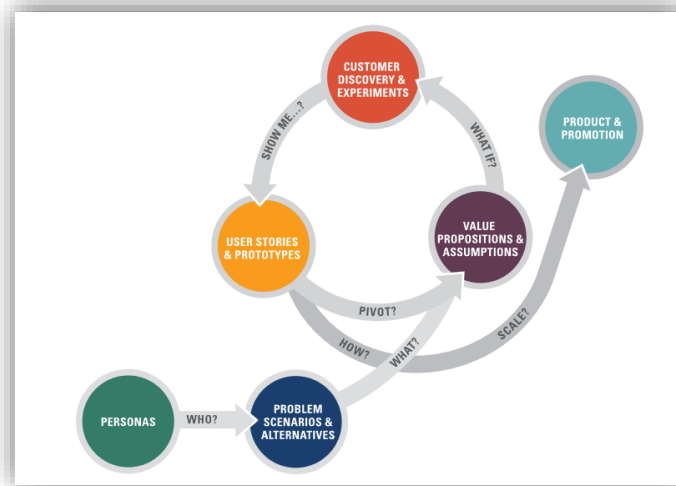 CUSTOMER
DISCOVERY &
EXPERIMENTS
PRODUCT &
PROMOTION
SHOW ME...?
WHAT IF?
USER STORIES
& PROTOTYPES
VALUE
PROPOSITIONS &
ASSUMPTIONS
PIVOT?
SCALE?
HOW?
WHAT?
PERSONAS
WHO?
PROBLEM
SCENARIOS &
ALTERNATIVES